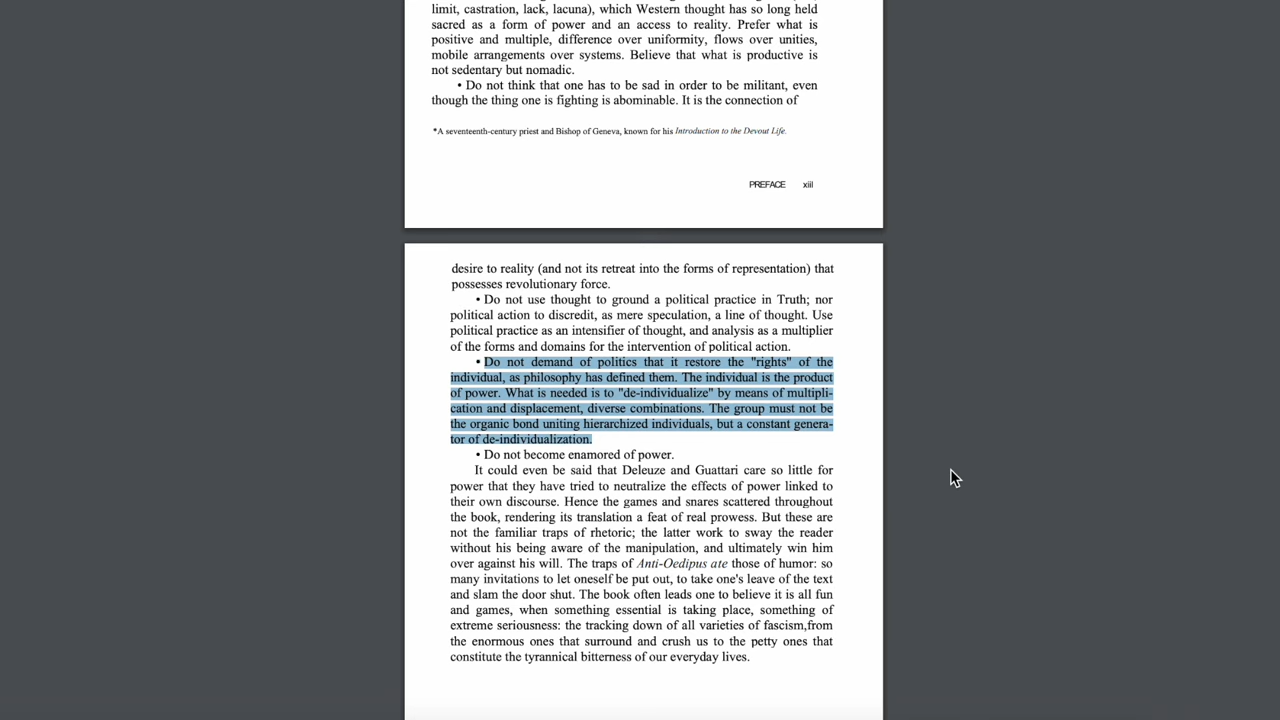 limit, castration, lack, lacuna), which Western thought has so long held
sacred as a form of power and an access to reality. Prefer what is
positive and multiple, difference over uniformity, flows over unities,
mobile arrangements over systems. Believe that what is productive is
not sedentary but nomadic.
• Do not think that one has to be sad in order to be militant, even
though the thing one is fighting is abominable. It is the connection of
*A seventeenth-century priest and Bishop of Geneva, known for his Introduction to the Devout Life.
PREFACE xiil
desire to reality (and not its retreat into the forms of representation) that
possesses revolutionary force.
• Do not use thought to ground a political practice in Truth; nor
political action to discredit, as mere speculation, a line of thought. Use
political practice as an intensifier of thought, and analysis as a multiplier
of the forms and domains for the intervention of political action.
• Do not demand of politics that it restore the "rights" of the
individual, as philosophy has defined them. The individual is the product
of power. What is needed is to "de-individualize" by means of multipli-
cation and displacement, diverse combinations. The group must not be
the organic bond uniting hierarchized individuals, but a constant genera-
tor of de-individualization.
• Do not become enamored of power.
It could even be said that Deleuze and Guattari care so little for
power that they have tried to neutralize the effects of power linked to
their own discourse. Hence the games and snares scattered throughout
the book, rendering its translation a feat of real prowess. But these are
not the familiar traps of rhetoric; the latter work to sway the reader
without his being aware of the manipulation, and ultimately win him
over against his will. The traps of Anti-Oedipus ate those of humor: so
many invitations to let oneself be put out, to take one's leave of the text
and slam the door shut. The book often leads one to believe it is all fun
and games, when something essential is taking place, something of
extreme seriousness: the tracking down of all varieties of fascism,from
the enormous ones that surround and crush us to the petty ones that
constitute the tyrannical bitterness of our everyday lives.